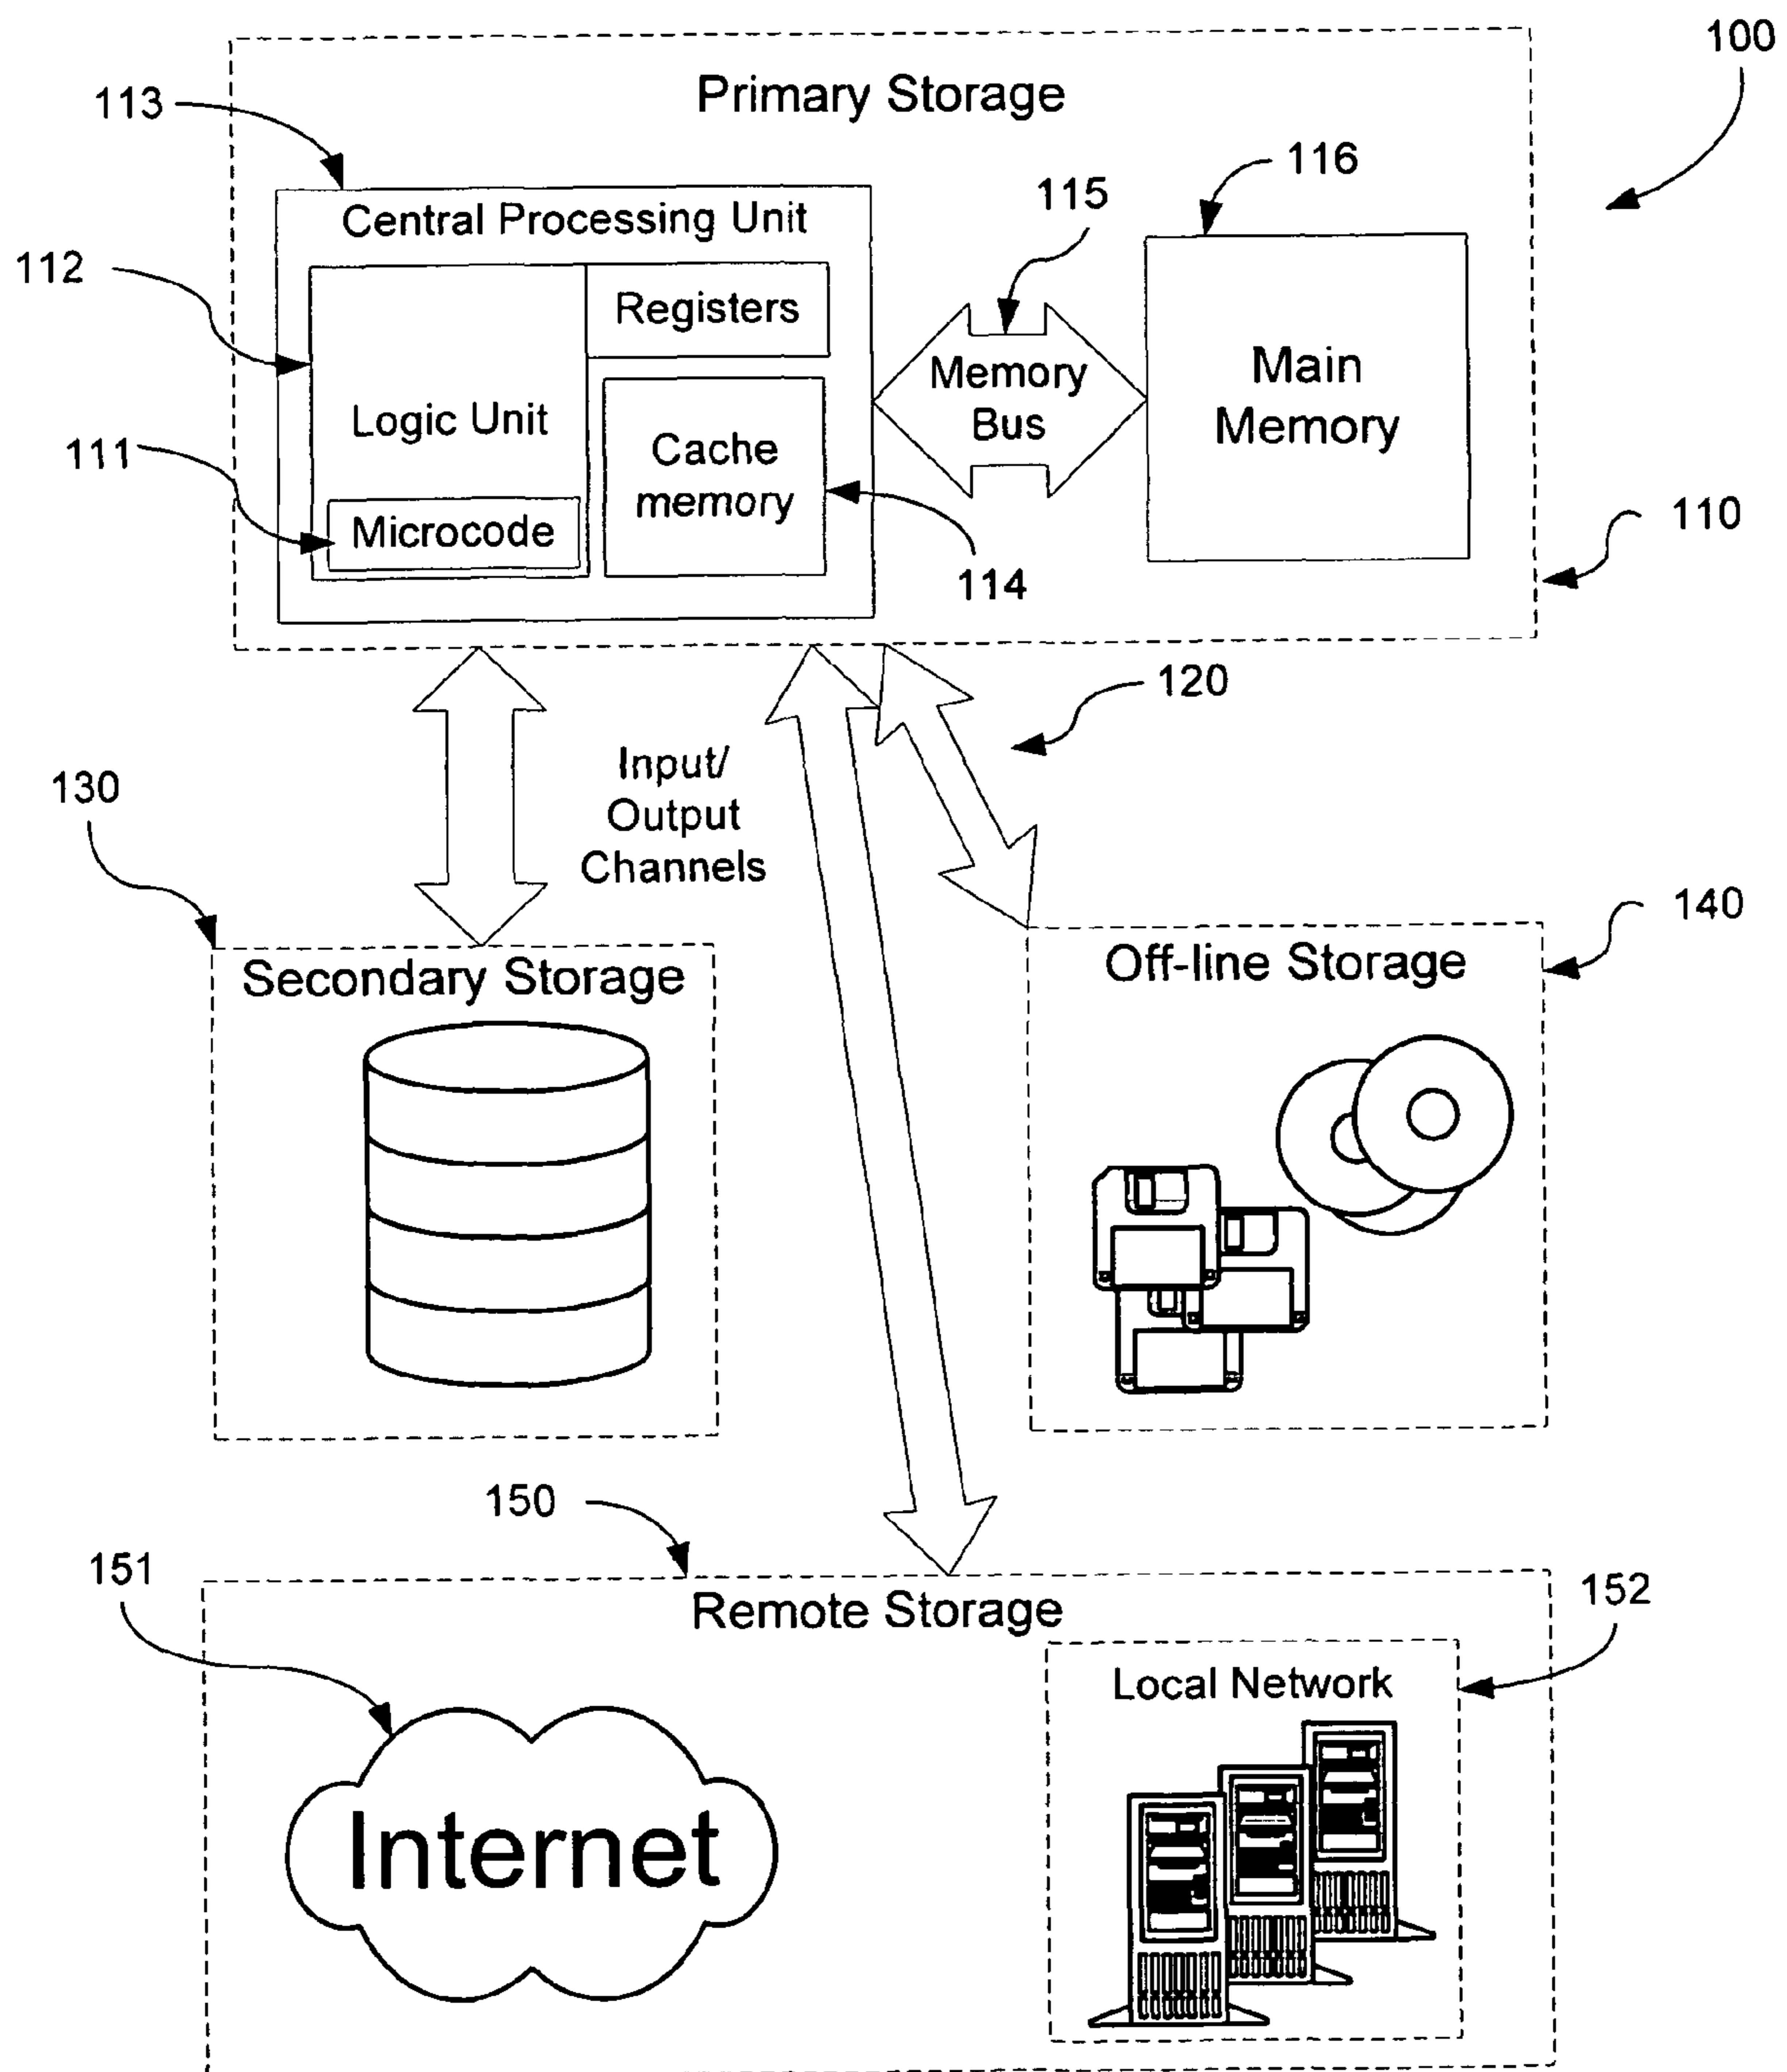 100
Primary Storage
113
116
115
Central Processing Unit
112
Registers
Memory
Bus
Main
Memory
Logic Unit
Cache
memory
111
Microcode
114
110
120
Input/
Output
Channels
130
140
Secondary Storage
Off-line Storage
150
151
152
Remote Storage
Local Network
Internet